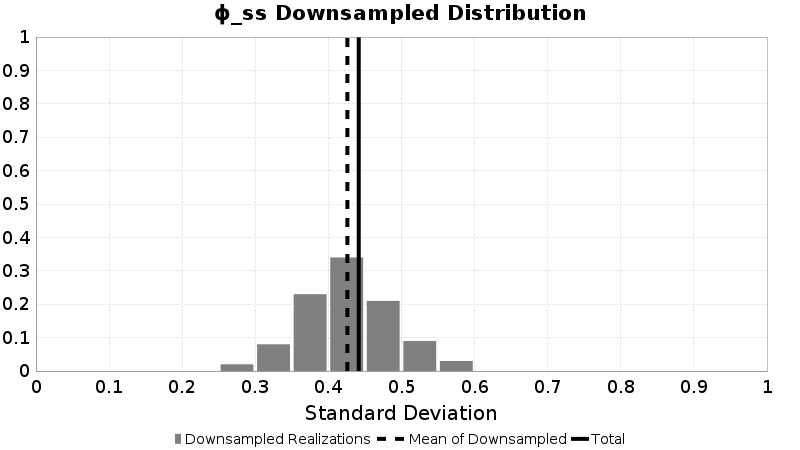 ϕ_ss Downsampled Distribution
1
0.9
0.8
0.7
0.6
0.5
0.4
0.3
0.2
0.1
0
0 0.1 0.2 0.3 0.4 0.5 0.6 0.7 0.8 0.9 1
Standard Deviation
Downsampled Realizations Mean of Downsampled Total